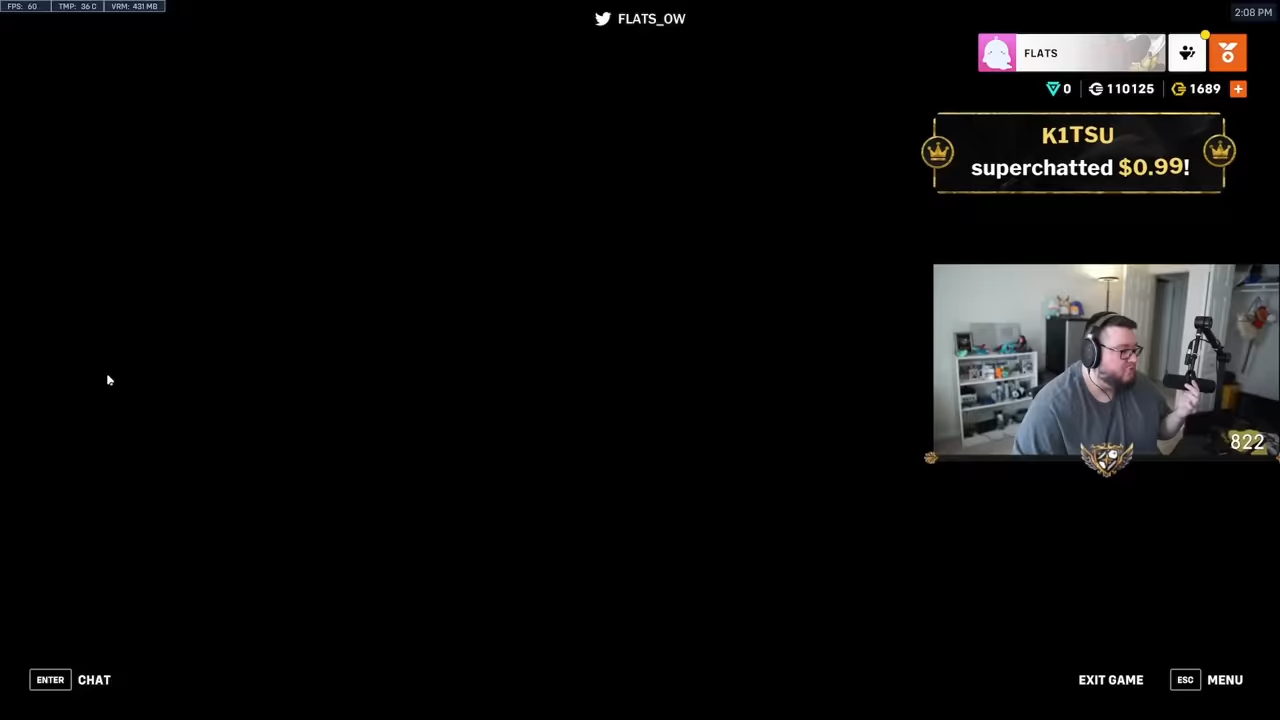 FPS: 60 TMP: 36 C VRM: 431 MB
FLATS_OW
2:08 PM
FLATS
0 110125 1689 +
K1TSU
superchatted $0.99!
822
ENTER CHAT
EXIT GAME ESC MENU